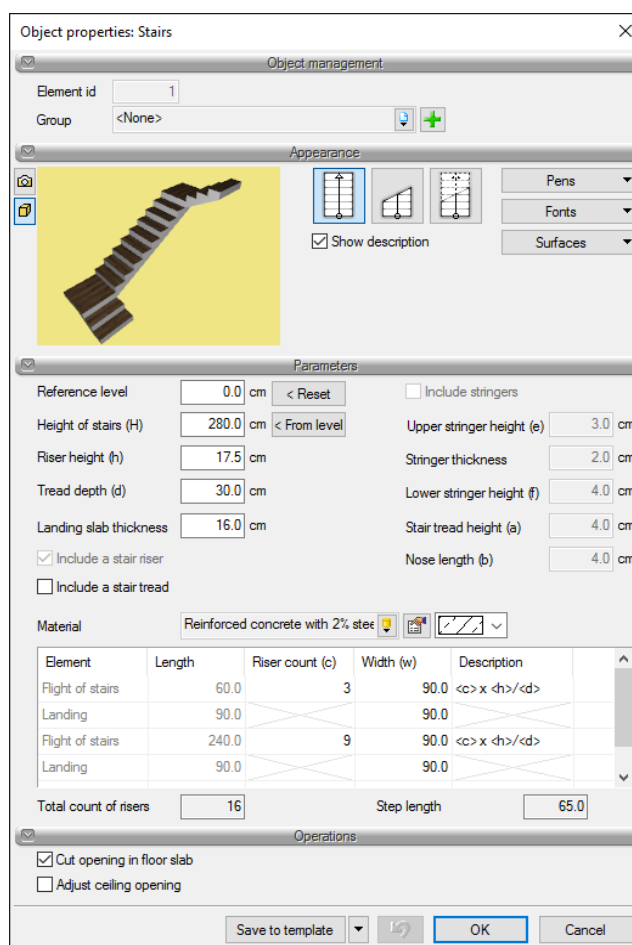 Object properties: Stairs
Object management
Element id 1
Group <None>
Appearance
Pens
Fonts
Show description Surfaces
Parameters
Reference level 0.0 cm < Reset Include stringers
Height of stairs (H) 280.0 cm < From level Upper stringer height (e) 3.0 cm
Riser height (h) 17.5 cm Stringer thickness 2.0 cm
Tread depth (d) 30.0 cm Lower stringer height (f) 4.0 cm
Landing slab thickness 16.0 cm Stair tread height (a) 4.0 cm
Include a stair riser Nose length (b) 4.0 cm
Include a stair tread
Material Reinforced concrete with 2% stee
Element Length Riser count (c) Width (w) Description
Flight of stairs 60.0 3 90.0 <c> x <h>/<d>
Landing 90.0 90.0
Flight of stairs 240.0 9 90.0 <c> x <h>/<d>
Landing 90.0 90.0
Total count of risers 16 Step length 65.0
Operations
Cut opening in floor slab
Adjust ceiling opening
Save to template OK Cancel